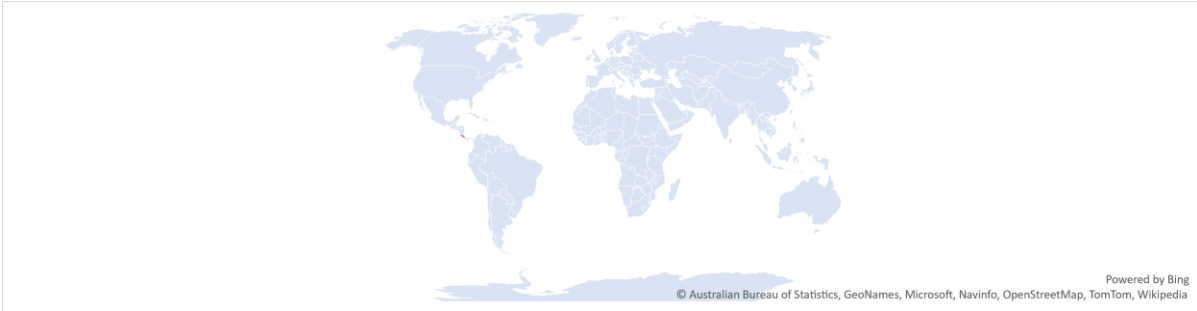 Powered by Bing
© Australian Bureau of Statistics, GeoNames, Microsoft, Navinfo, OpenStreetMap, TomTom, Wikipedia